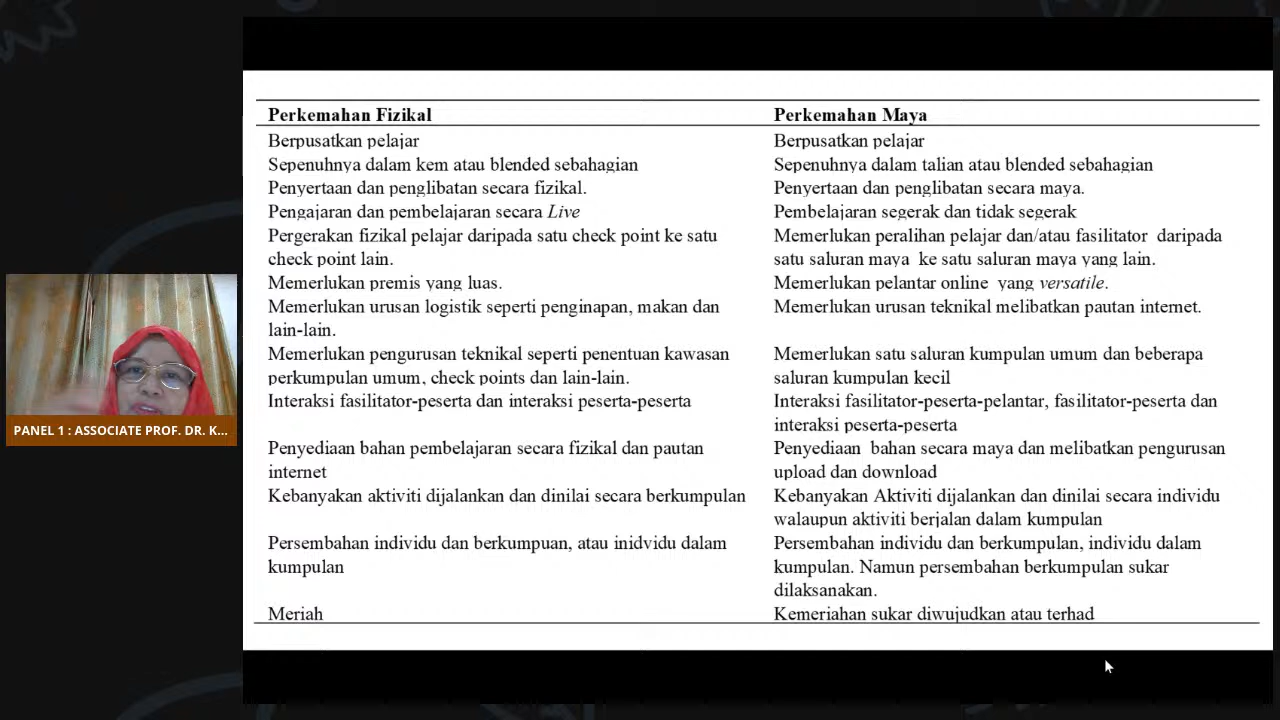 Perkemahan Fizikal
Perkemahan Maya
Berpusatkan pelajar
Berpusatkan pelajar
Sepenuhnya dalam kem atau blended sebahagian
Sepenuhnya dalam talian atau blended sebahagian
Penyertaan dan penglibatan secara fizikal.
Penyertaan dan penglibatan secara maya.
Pengajaran dan pembelajaran secara Live
Pembelajaran segerak dan tidak segerak
Pergerakan fizikal pelajar daripada satu check point ke satu
check point lain.
Memerlukan peralihan pelajar dan/atau fasilitator daripada
satu saluran maya ke satu saluran maya yang lain.
Memerlukan premis yang luas.
Memerlukan pelantar online yang versatile.
Memerlukan urusan logistik seperti penginapan, makan dan
lain-lain.
Memerlukan urusan teknikal melibatkan pautan internet.
Memerlukan pengurusan teknikal seperti penentuan kawasan
perkumpulan umum, check points dan lain-lain.
Memerlukan satu saluran kumpulan umum dan beberapa
saluran kumpulan kecil
Interaksi fasilitator-peserta dan interaksi peserta-peserta
Interaksi fasilitator-peserta-pelantar, fasilitator-peserta dan
interaksi peserta-peserta
Penyediaan bahan pembelajaran secara fizikal dan pautan
internet
Penyediaan bahan secara maya dan melibatkan pengurusan
upload dan download
Kebanyakan aktiviti dijalankan dan dinilai secara berkumpulan
Kebanyakan Aktiviti dijalankan dan dinilai secara individu
walaupun aktiviti berjalan dalam kumpulan
Persembahan individu dan berkumpuan, atau inidvidu dalam
kumpulan
Persembahan individu dan berkumpulan, individu dalam
kumpulan. Namun persembahan berkumpulan sukar
dilaksanakan.
Meriah
Kemeriahan sukar diwujudkan atau terhad
PANEL 1 : ASSOCIATE PROF. DR. K...